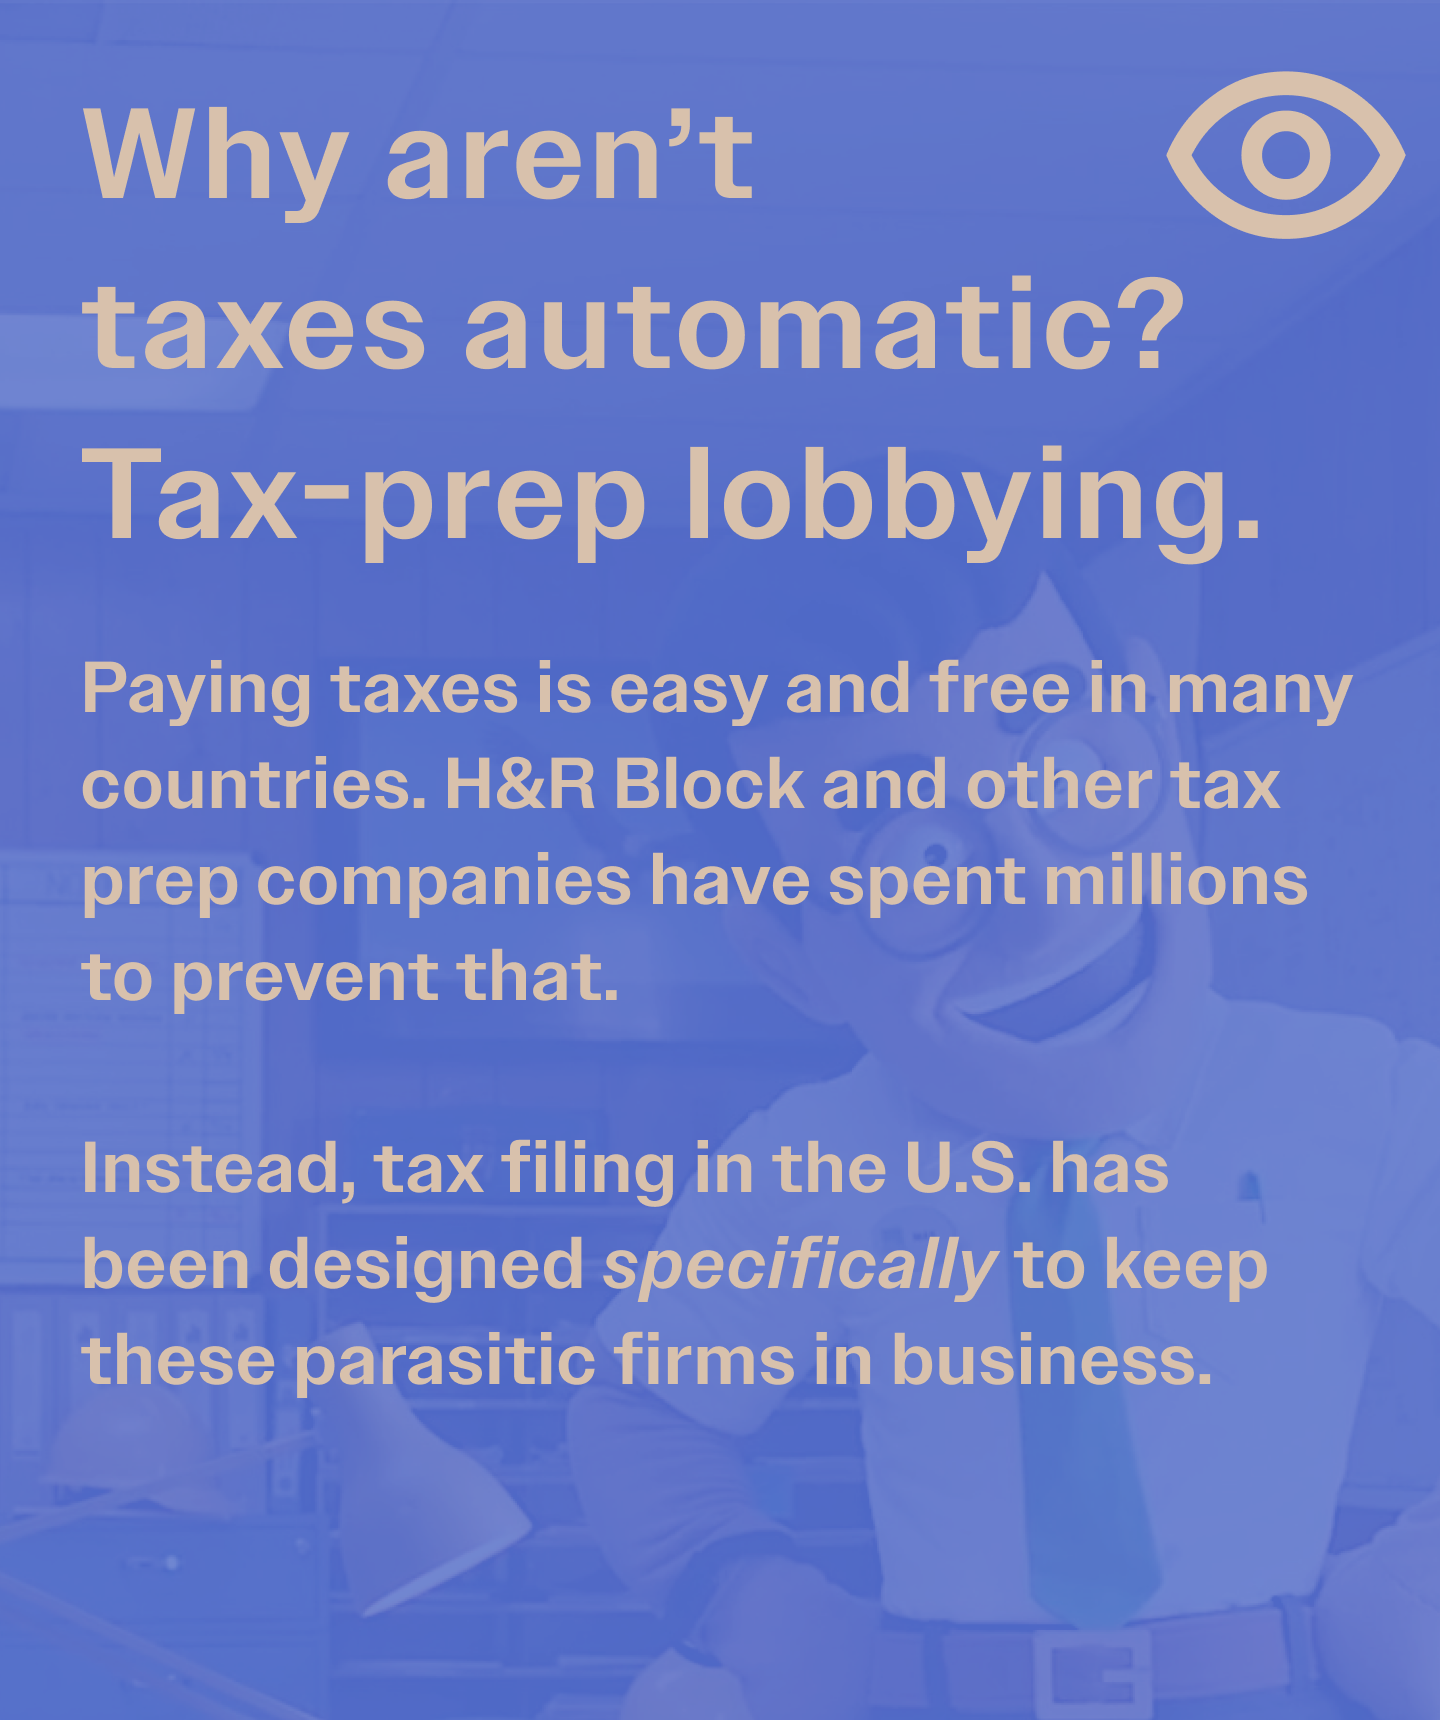 Why aren’t
taxes automatic?
Tax-prep lobbying.
Paying taxes is easy and free in many
countries. H&R Block and other tax
prep companies have spent millions
to prevent that.
Instead, tax filing in the U.S. has
been designed specifically to keep
these parasitic firms in business.